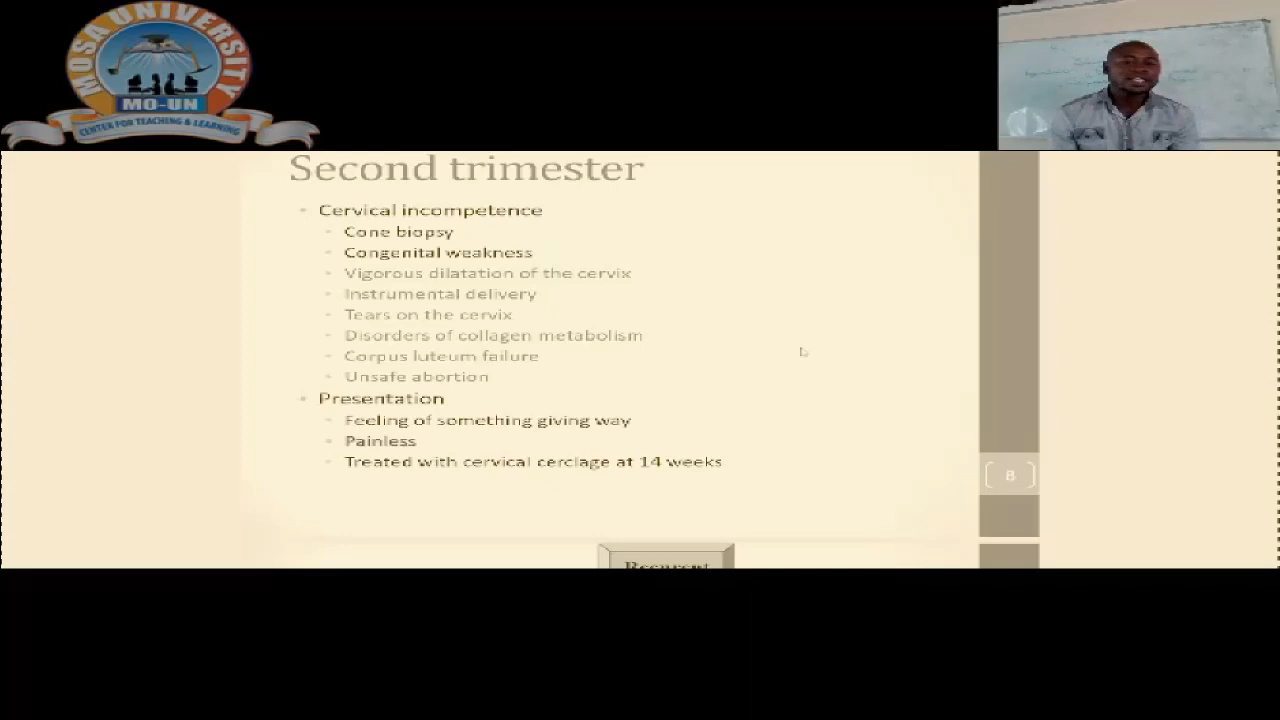 MOSA UNIVERSITY
MO-UN
CENTER FOR TEACHING & LEARNING
Second trimester
Cervical incompetence
Cone biopsy
Congenital weakness
Vigorous dilatation of the cervix
Instrumental delivery
Tears on the cervix
Disorders of collagen metabolism
Corpus luteum failure
Unsafe abortion
Presentation
Feeling of something giving way
Painless
Treated with cervical cerclage at 14 weeks
8